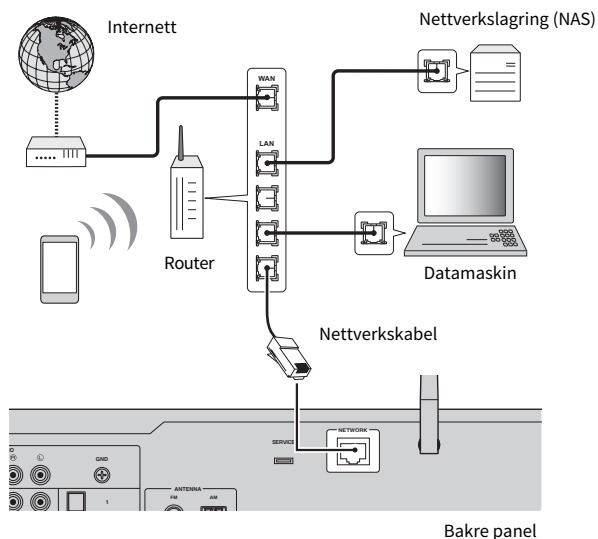 Internett
Nettverkslagring (NAS)
WAN
LAN
Router
Datamaskin
Nettverkskabel
NETWORK
SERVICE
R
L
GND
1
ANTENNA
FM
AM
Bakre panel